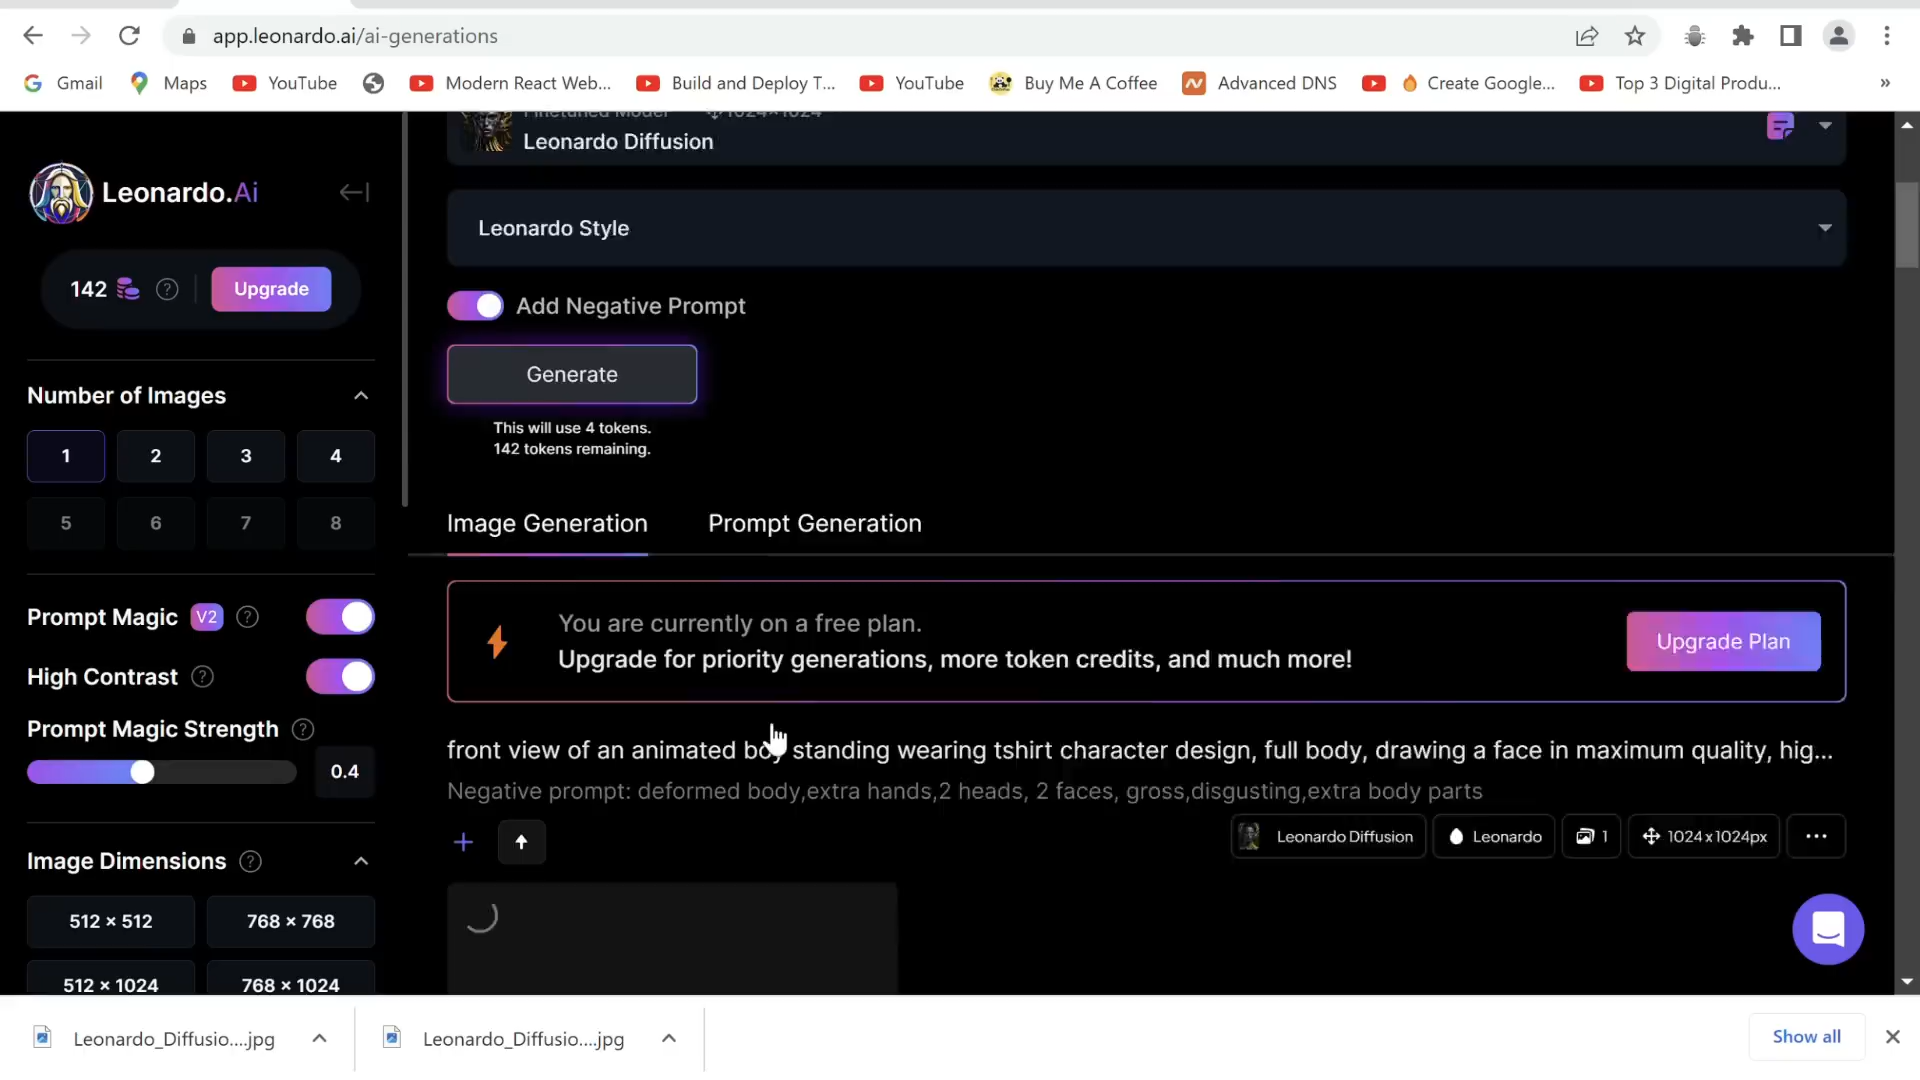 app.leonardo.ai/ai-generations
Gmail Maps YouTube Modern React Web... Build and Deploy T... YouTube Buy Me A Coffee Advanced DNS Create Google... Top 3 Digital Produ... »
Finetuned Model 1024×1024
Leonardo Diffusion
Leonardo.Ai
Leonardo Style
142 Upgrade
Add Negative Prompt
Generate
This will use 4 tokens.
142 tokens remaining.
Number of Images
1 2 3 4
5 6 7 8
Image Generation Prompt Generation
Prompt Magic V2
High Contrast
Prompt Magic Strength
0.4
You are currently on a free plan.
Upgrade for priority generations, more token credits, and much more!
Upgrade Plan
front view of an animated boy standing wearing tshirt character design, full body, drawing a face in maximum quality, hig...
Negative prompt: deformed body,extra hands,2 heads, 2 faces, gross,disgusting,extra body parts
Leonardo Diffusion Leonardo 1 1024x1024px ...
Image Dimensions
512 × 512 768 × 768
512 × 1024 768 × 1024
Leonardo_Diffusio....jpg Leonardo_Diffusio....jpg Show all